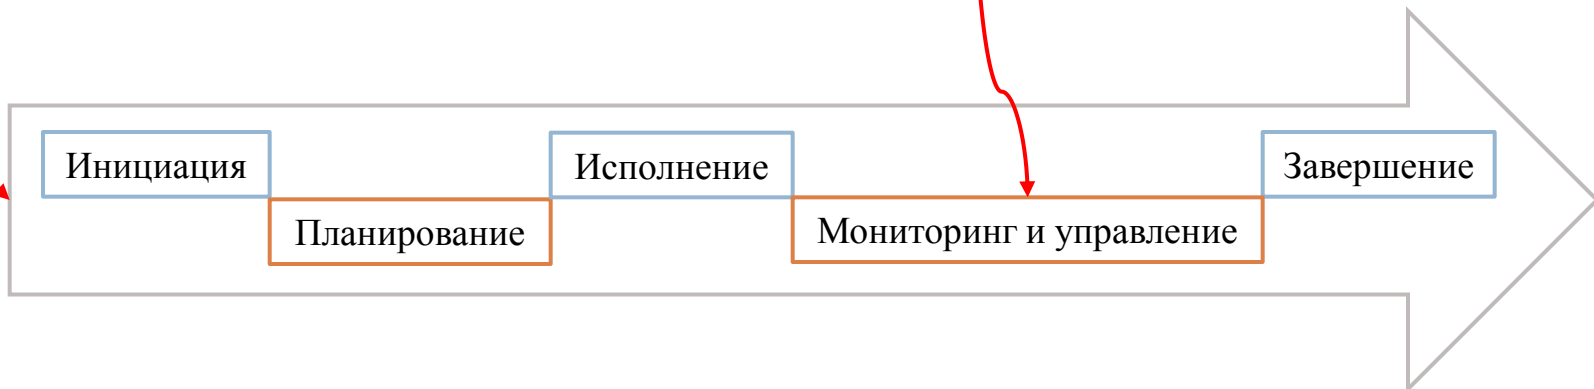 Инициация
Планирование
Исполнение
Мониторинг и управление
Завершение